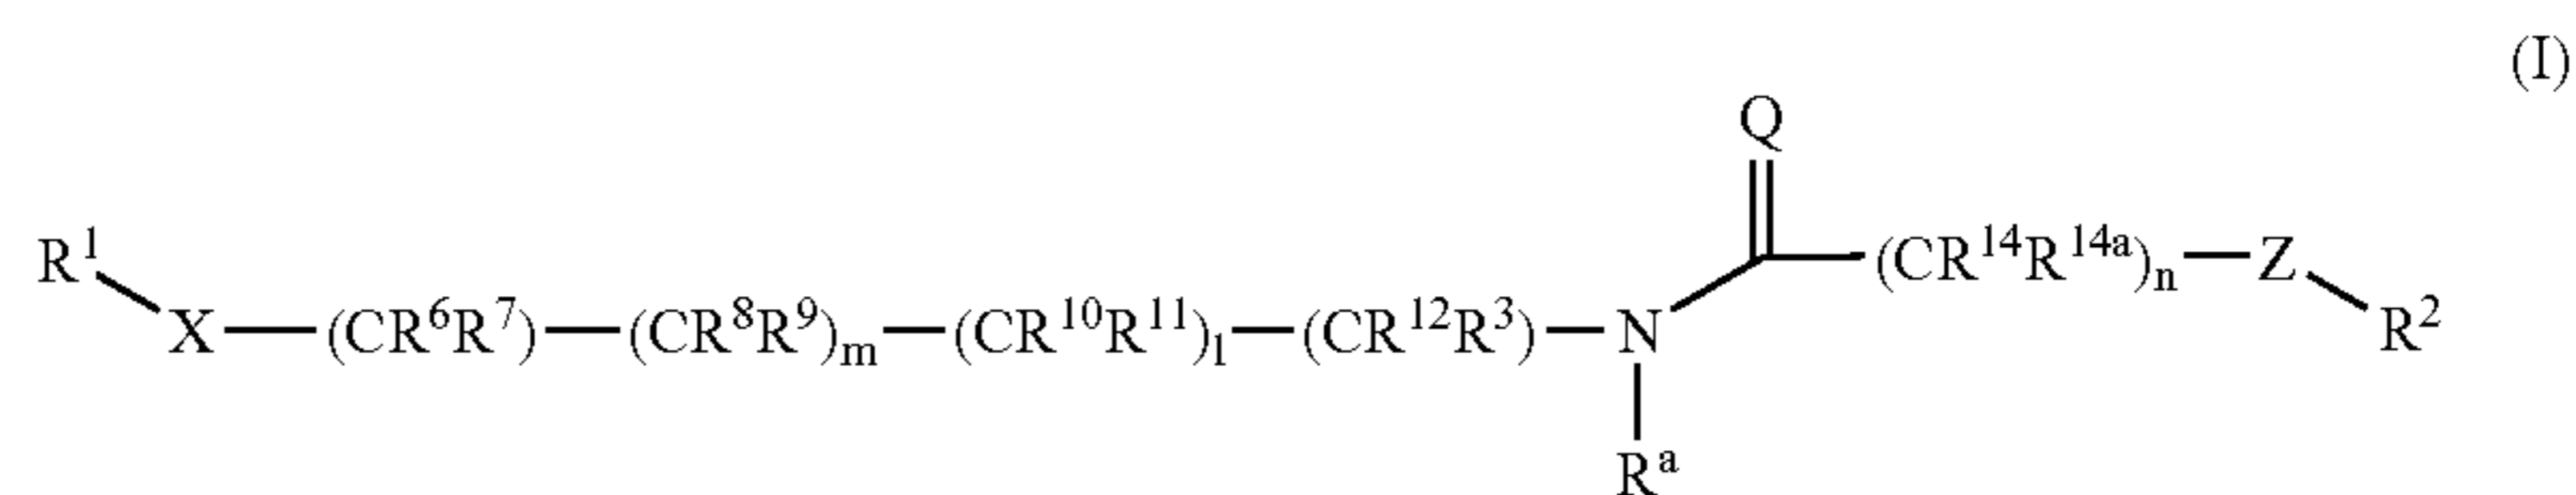 (I)
Q
R¹ X—(CR⁶R⁷)—(CR⁸R⁹)ₘ—(CR¹⁰R¹¹)ₗ—(CR¹²R³)—N (CR¹⁴R¹⁴ᵃ)ₙ—Z R²
Rᵃ